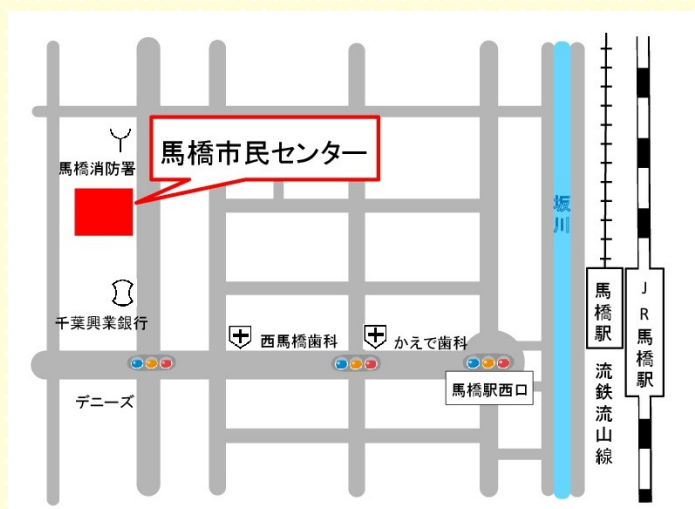 馬橋消防署
馬橋市民センター
坂川
千葉興業銀行
西馬橋歯科
かえで歯科
馬橋駅
JR馬橋駅
デニーズ
馬橋駅西口
流鉄流山線